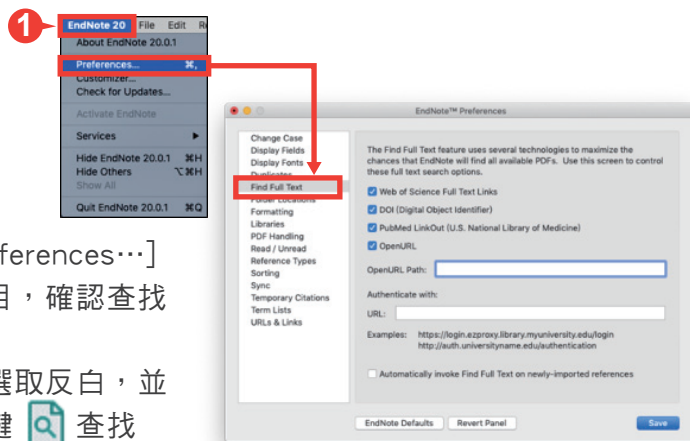 1
EndNote 20 File Edit
About EndNote 20.0.1
Preferences... ⌘,
Customizer...
Check for Updates...
Activate EndNote
Services
Hide EndNote 20.0.1 ⌘H
Hide Others ⌥⌘H
Show All
Quit EndNote 20.0.1 ⌘Q
EndNote™ Preferences
Change Case
Display Fields
Display Fonts
Duplicates
Find Full Text
Folder Locations
Formatting
Libraries
PDF Handling
Read / Unread
Reference Types
Sorting
Sync
Temporary Citations
Term Lists
URLs & Links
The Find Full Text feature uses several technologies to maximize the
chances that EndNote will find all available PDFs. Use this screen to control
these full text search options.
Web of Science Full Text Links
DOI (Digital Object Identifier)
PubMed LinkOut (U.S. National Library of Medicine)
OpenURL
OpenURL Path:
Authenticate with:
URL:
Examples: https://login.ezproxy.library.myuniversity.edu/login
http://auth.universityname.edu/authentication
Automatically invoke Find Full Text on newly-imported references
EndNote Defaults Revert Panel Save
ferences…]
目，確認查找
選取反白，並
鍵 查找